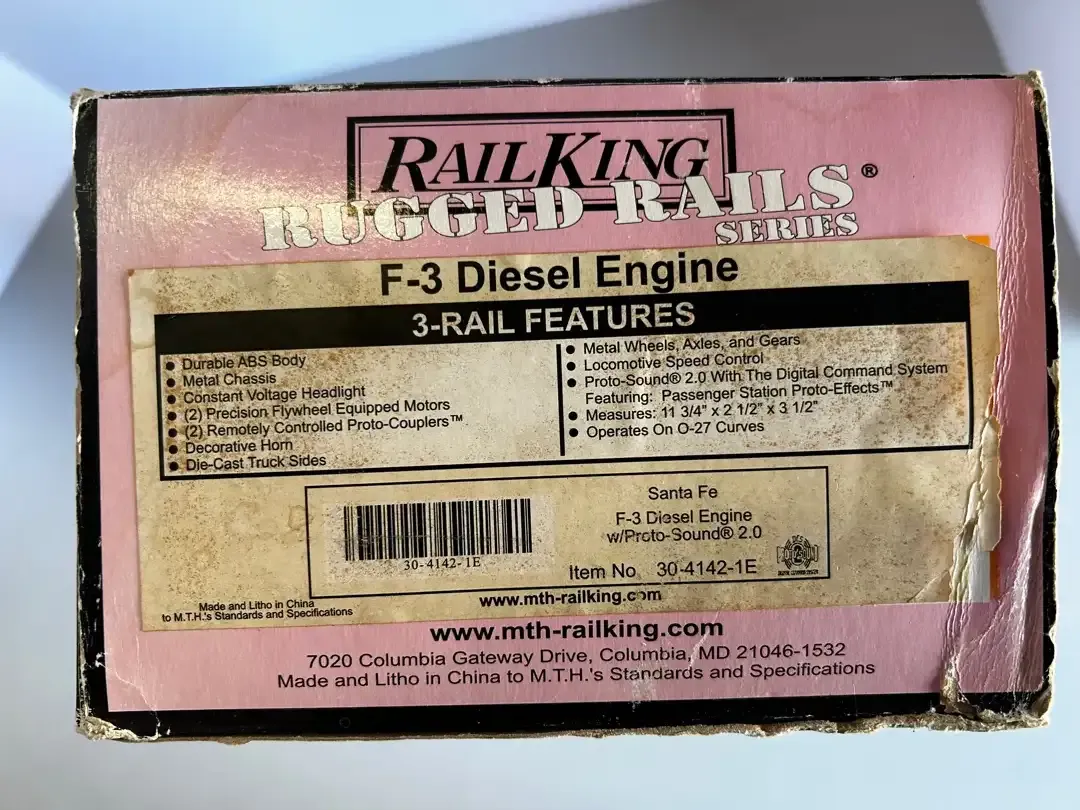 RAILKING
RUGGED RAILS®
SERIES
F-3 Diesel Engine
3-RAIL FEATURES
• Durable ABS Body
• Metal Chassis
• Constant Voltage Headlight
• (2) Precision Flywheel Equipped Motors
• (2) Remotely Controlled Proto-Couplers™
• Decorative Horn
• Die-Cast Truck Sides
• Metal Wheels, Axles, and Gears
• Locomotive Speed Control
• Proto-Sound® 2.0 With The Digital Command System
Featuring: Passenger Station Proto-Effects™
• Measures: 11 3/4" x 2 1/2" x 3 1/2"
• Operates On O-27 Curves
30-4142-1E
Santa Fe
F-3 Diesel Engine
w/Proto-Sound® 2.0
Item No 30-4142-1E
Made and Litho in China
to M.T.H.'s Standards and Specifications
www.mth-railking.com
www.mth-railking.com
7020 Columbia Gateway Drive, Columbia, MD 21046-1532
Made and Litho in China to M.T.H.'s Standards and Specifications